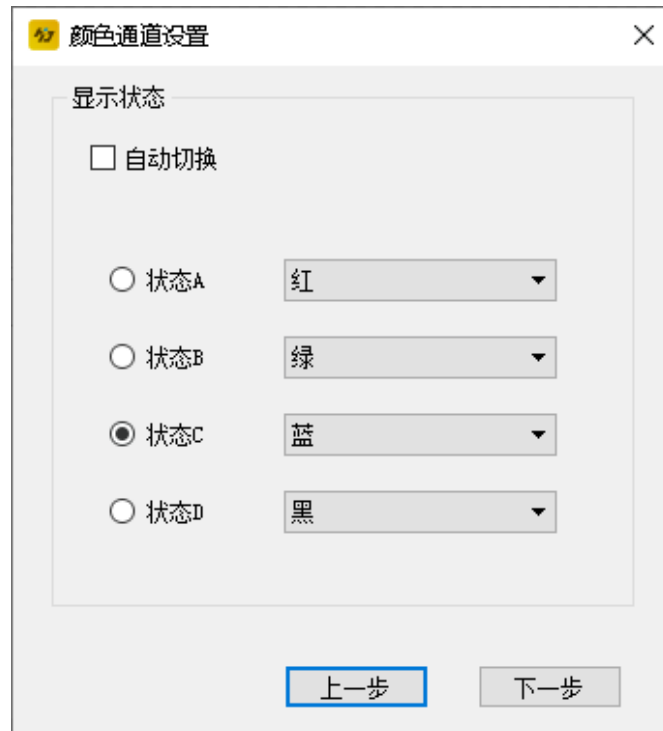 颜色通道设置
显示状态
自动切换
状态A 红
状态B 绿
状态C 蓝
状态D 黑
上一步 下一步